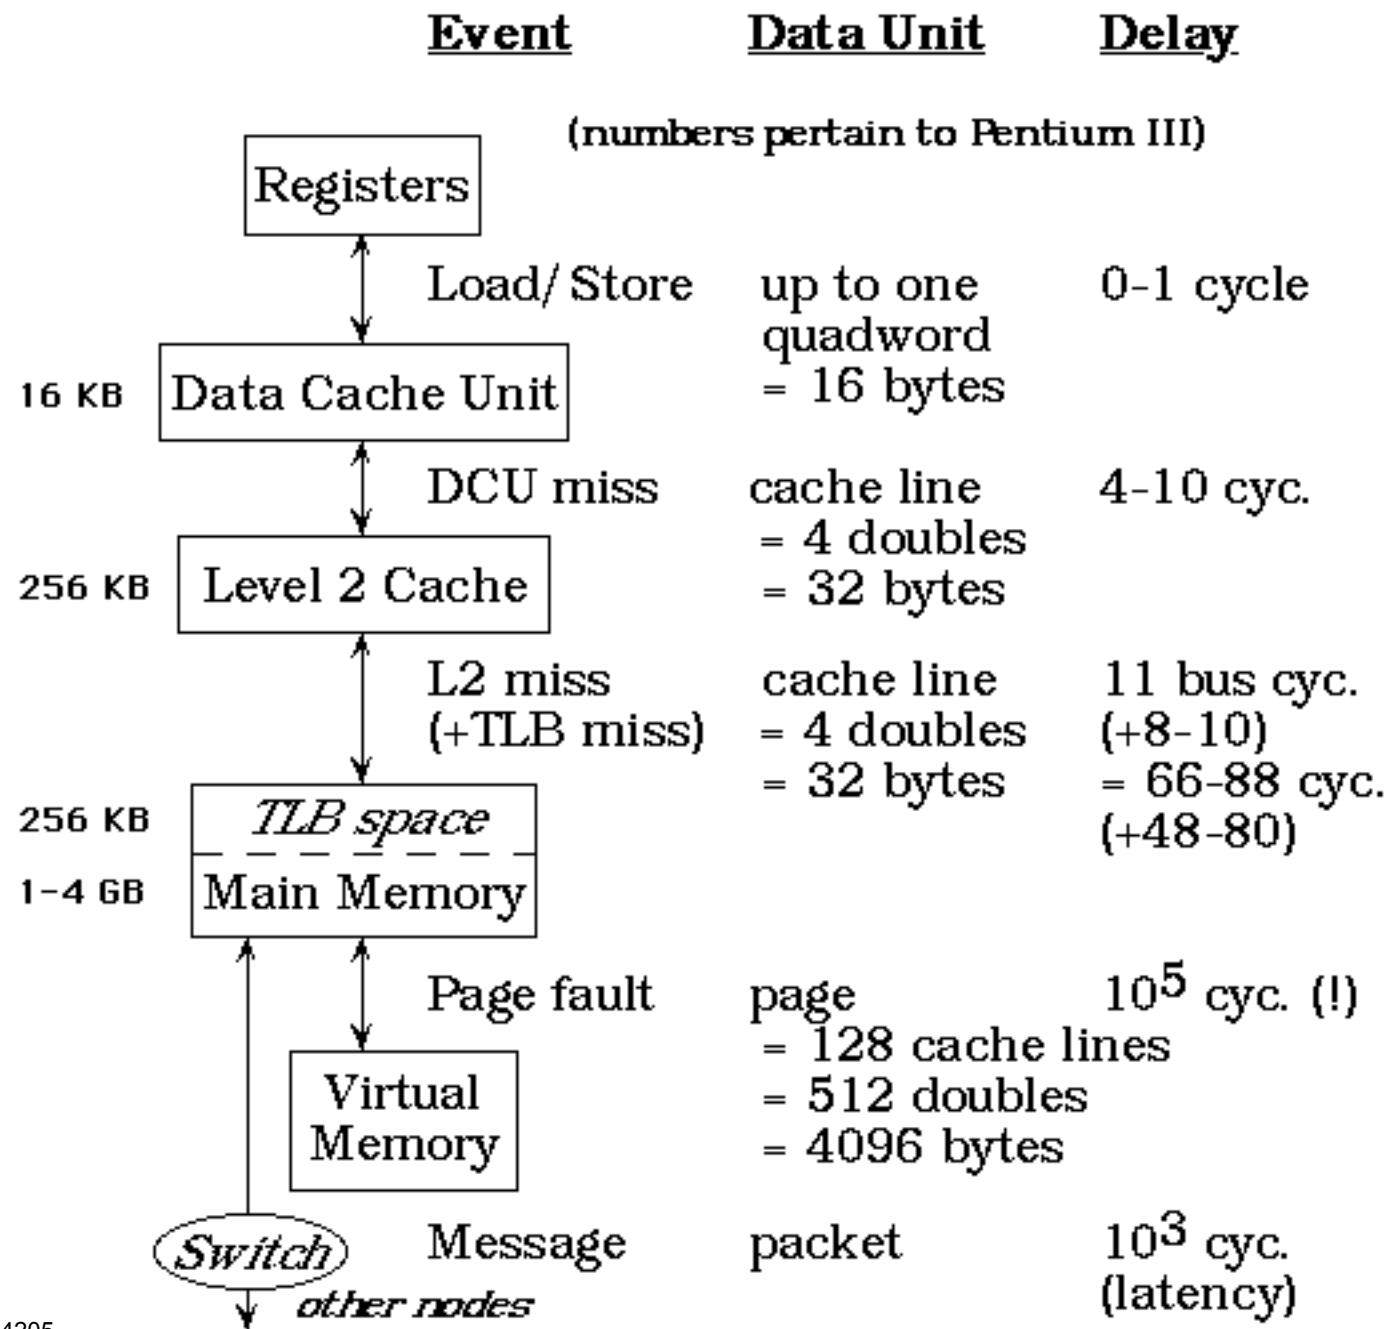 Event Data Unit Delay
(numbers pertain to Pentium III)
Registers
Load/Store up to one 0-1 cycle
quadword
16 KB Data Cache Unit = 16 bytes
DCU miss cache line 4-10 cyc.
= 4 doubles
256 KB Level 2 Cache = 32 bytes
L2 miss cache line 11 bus cyc.
(+TLB miss) = 4 doubles (+8-10)
= 32 bytes = 66-88 cyc.
256 KB TLB space (+48-80)
1-4 GB Main Memory
Page fault page 10⁵ cyc. (!)
= 128 cache lines
Virtual = 512 doubles
Memory = 4096 bytes
Switch Message packet 10³ cyc.
other nodes (latency)